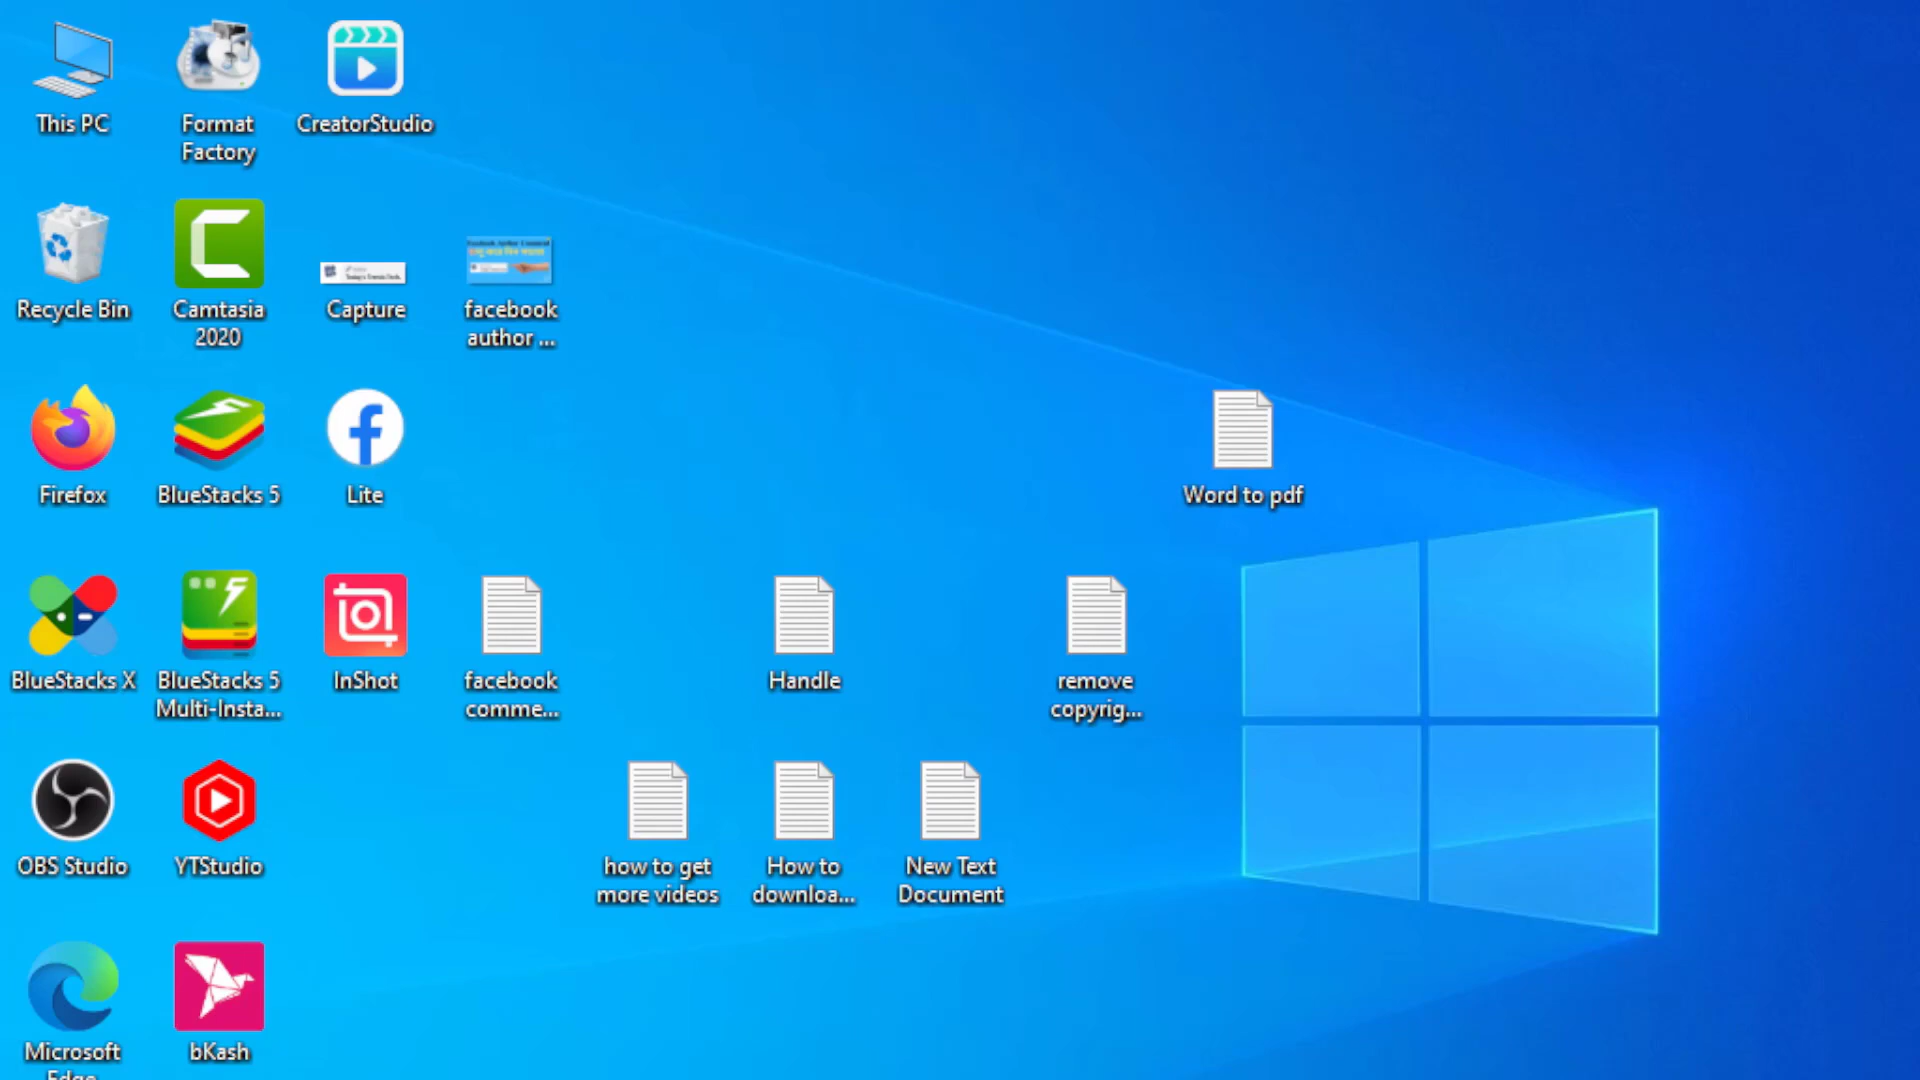 This PC
Format
Factory
CreatorStudio
Recycle Bin
Camtasia
2020
Capture
facebook
author ...
Firefox
BlueStacks 5
Lite
Word to pdf
BlueStacks X
BlueStacks 5
Multi-Insta...
InShot
facebook
comme...
Handle
remove
copyrig...
OBS Studio
YTStudio
how to get
more videos
How to
downloa...
New Text
Document
Microsoft
Edge
bKash